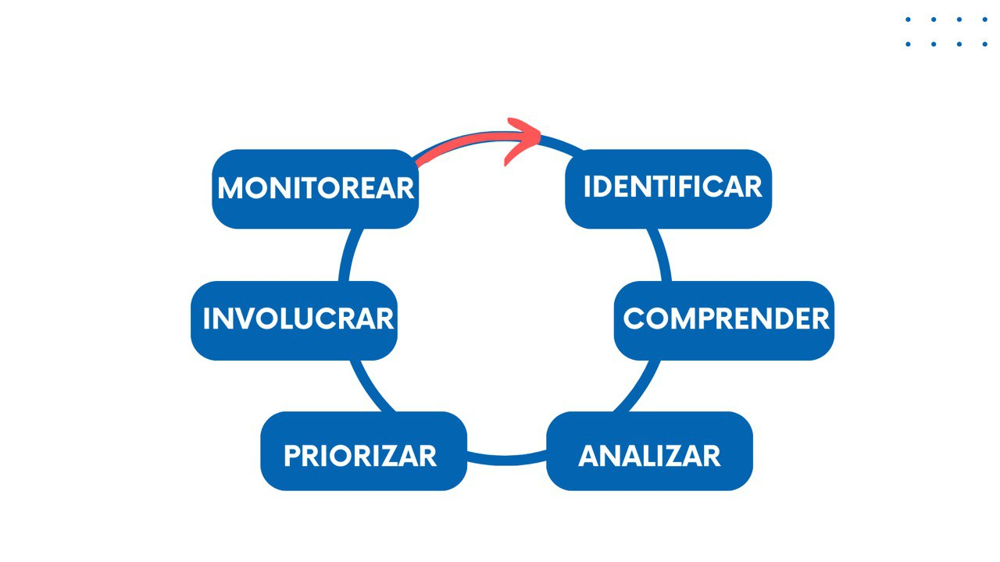 MONITOREAR
IDENTIFICAR
INVOLUCRAR
COMPRENDER
PRIORIZAR
ANALIZAR